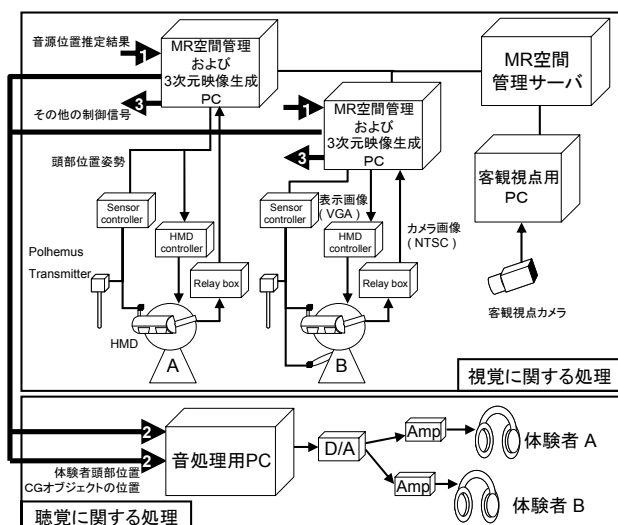 音源位置推定結果
1
MR空間管理
および
3次元映像生成
PC
MR空間
管理サーバ
その他の制御信号
3
1
MR空間管理
および
3次元映像生成
PC
3
頭部位置姿勢
客観視点用
PC
Sensor
controller
HMD
controller
Sensor
controller
表示画像
(VGA)
HMD
controller
カメラ画像
(NTSC)
Polhemus
Transmitter
Relay box
Relay box
HMD
A
B
客観視点カメラ
視覚に関する処理
2
2
体験者頭部位置
CGオブジェクトの位置
音処理用PC
D/A
Amp
Amp
体験者 A
体験者 B
聴覚に関する処理